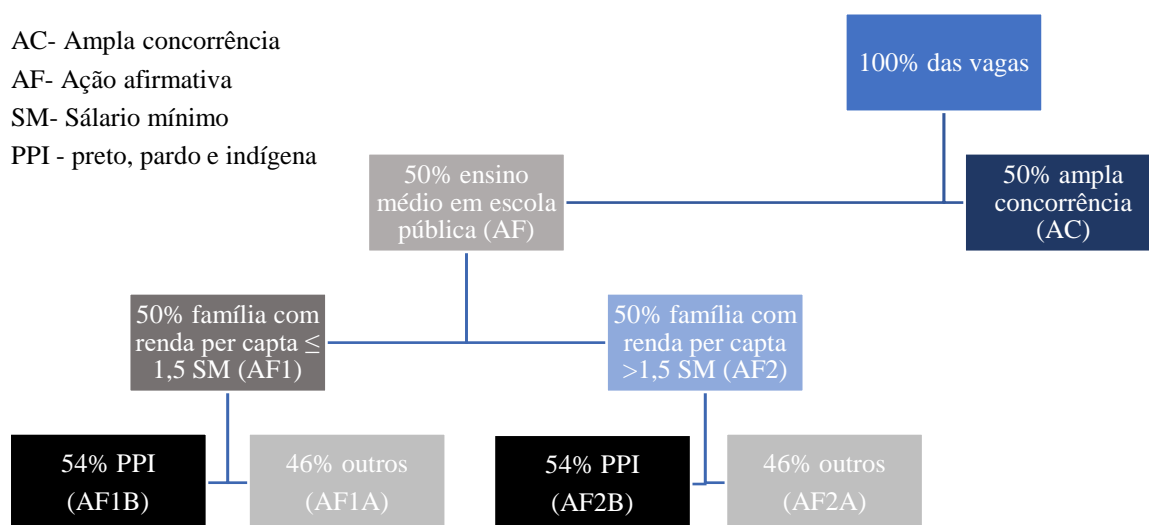 AC- Ampla concorrência
AF- Ação afirmativa
SM- Sálario mínimo
PPI - preto, pardo e indígena
100% das vagas
50% ensino
médio em escola
pública (AF)
50% ampla
concorrência
(AC)
50% família com
renda per capta ≤
1,5 SM (AF1)
50% família com
renda per capta
>1,5 SM (AF2)
54% PPI
(AF1B)
46% outros
(AF1A)
54% PPI
(AF2B)
46% outros
(AF2A)